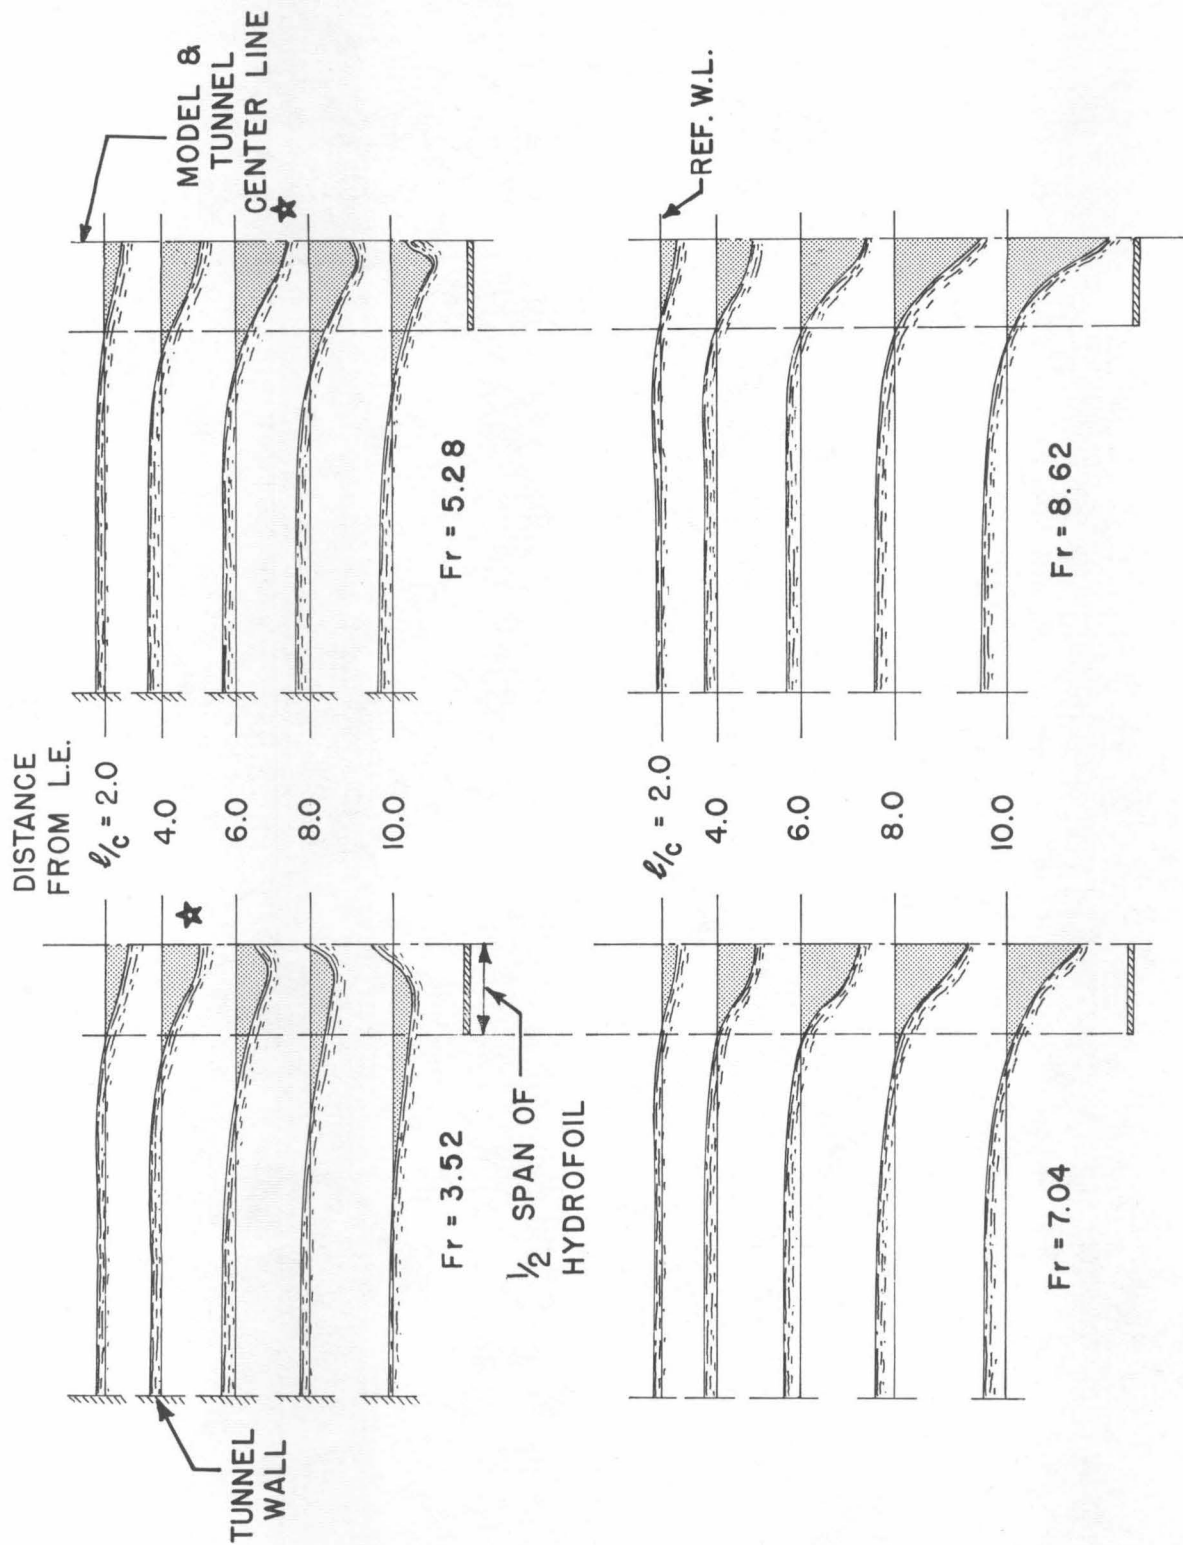 DISTANCE
FROM L.E.
MODEL &
TUNNEL
CENTER LINE
ℓ/c = 2.0
4.0
6.0
8.0
10.0
TUNNEL
WALL
Fr = 3.52
1/2 SPAN OF
HYDROFOIL
Fr = 5.28
REF. W.L.
ℓ/c = 2.0
4.0
6.0
8.0
10.0
Fr = 7.04
Fr = 8.62